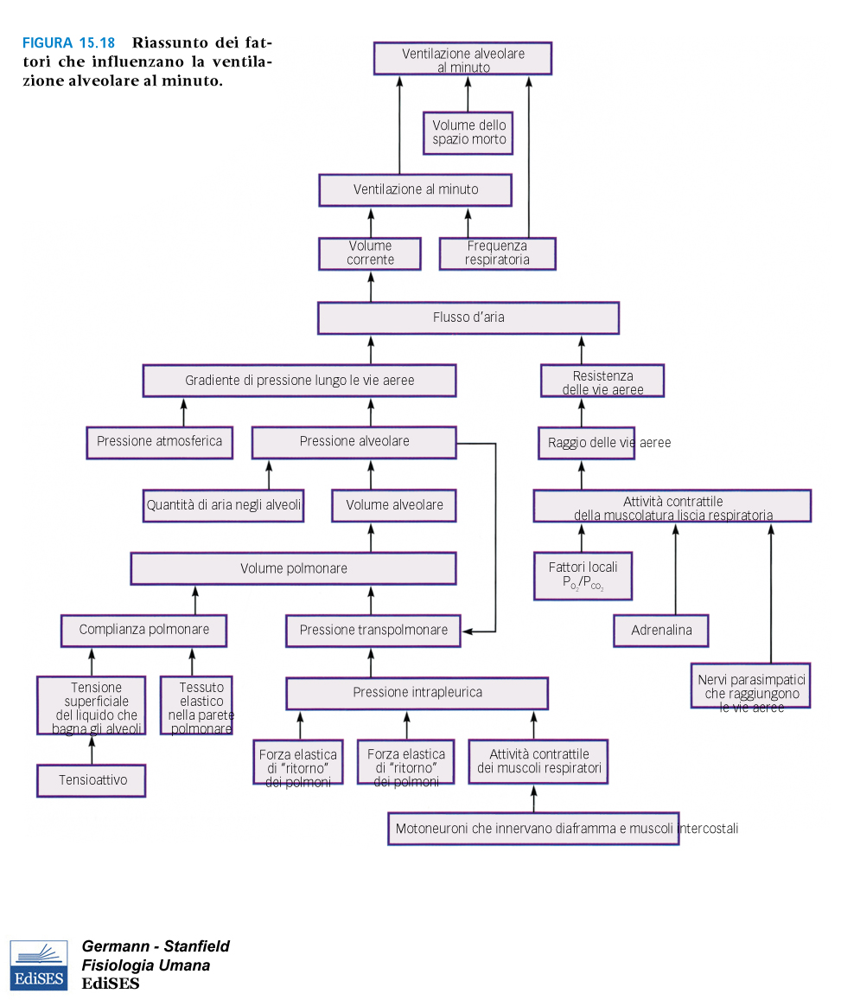 FIGURA 15.18 Riassunto dei fat-
tori che influenzano la ventila-
zione alveolare al minuto.
Ventilazione alveolare
al minuto
Volume dello
spazio morto
Ventilazione al minuto
Volume
corrente
Frequenza
respiratoria
Flusso d'aria
Gradiente di pressione lungo le vie aeree
Resistenza
delle vie aeree
Pressione atmosferica
Pressione alveolare
Raggio delle vie aeree
Quantità di aria negli alveoli
Volume alveolare
Attività contrattile
della muscolatura liscia respiratoria
Volume polmonare
Fattori locali
PO2/PCO2
Complianza polmonare
Pressione transpolmonare
Adrenalina
Tensione
superficiale
del liquido che
bagna gli alveoli
Tessuto
elastico
nella parete
polmonare
Pressione intrapleurica
Nervi parasimpatici
che raggiungono
le vie aeree
Forza elastica
di "ritorno"
dei polmoni
Forza elastica
di "ritorno"
dei polmoni
Attività contrattile
dei muscoli respiratori
Tensioattivo
Motoneuroni che innervano diaframma e muscoli intercostali
EdiSES
Germann - Stanfield
Fisiologia Umana
EdiSES